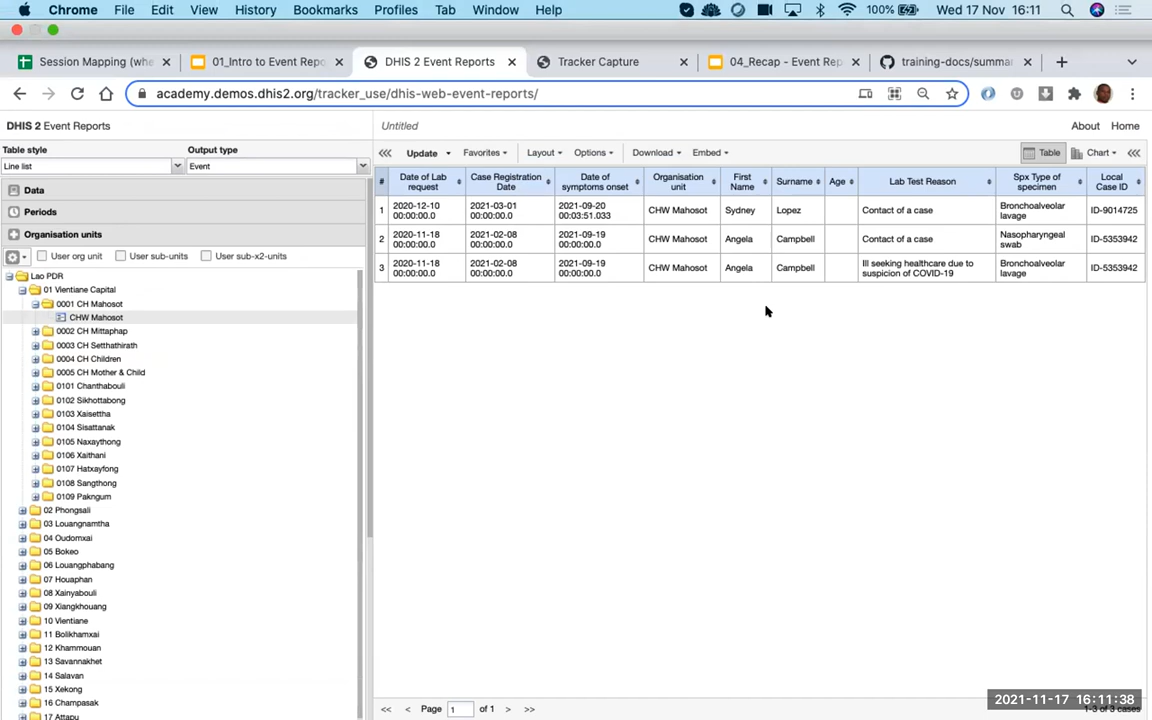 Chrome File Edit View History Bookmarks Profiles Tab Window Help 100% Wed 17 Nov 16:11
Session Mapping (whe × 01_Intro to Event Repo × DHIS 2 Event Reports × Tracker Capture × 04_Recap - Event Rep × training-docs/summa × +
academy.demos.dhis2.org/tracker_use/dhis-web-event-reports/
DHIS 2 Event Reports Untitled About Home
Table style Output type
Line list Event
Update Favorites Layout Options Download Embed Table Chart
Data
Periods
Organisation units
User org unit User sub-units User sub-x2-units
Lao PDR
01 Vientiane Capital
0001 CH Mahosot
CHW Mahosot
0002 CH Mittaphap
0003 CH Setthathirath
0004 CH Children
0005 CH Mother & Child
0101 Chanthabouli
0102 Sikhottabong
0103 Xaisettha
0104 Sisattanak
0105 Naxaythong
0106 Xaithani
0107 Hatxayfong
0108 Sangthong
0109 Pakngum
02 Phongsali
03 Louangnamtha
04 Oudomxai
05 Bokeo
06 Louangphabang
07 Houaphan
08 Xainyabouli
09 Xiangkhouang
10 Vientiane
11 Bolikhamxai
12 Khammouan
13 Savannakhet
14 Salavan
15 Xekong
16 Champasak
17 Attapu
# Date of Lab request Case Registration Date Date of symptoms onset Organisation unit First Name Surname Age Lab Test Reason Spx Type of specimen Local Case ID
1 2020-12-10 00:00:00.0 2021-03-01 00:00:00.0 2021-09-20 00:03:51.033 CHW Mahosot Sydney Lopez Contact of a case Bronchoalveolar lavage ID-9014725
2 2020-11-18 00:00:00.0 2021-02-08 00:00:00.0 2021-09-19 00:00:00.0 CHW Mahosot Angela Campbell Contact of a case Nasopharyngeal swab ID-5353942
3 2020-11-18 00:00:00.0 2021-02-08 00:00:00.0 2021-09-19 00:00:00.0 CHW Mahosot Angela Campbell Ill seeking healthcare due to suspicion of COVID-19 Bronchoalveolar lavage ID-5353942
<< < Page 1 of 1 > >> 1-3 of 3 cases
2021-11-17 16:11:38